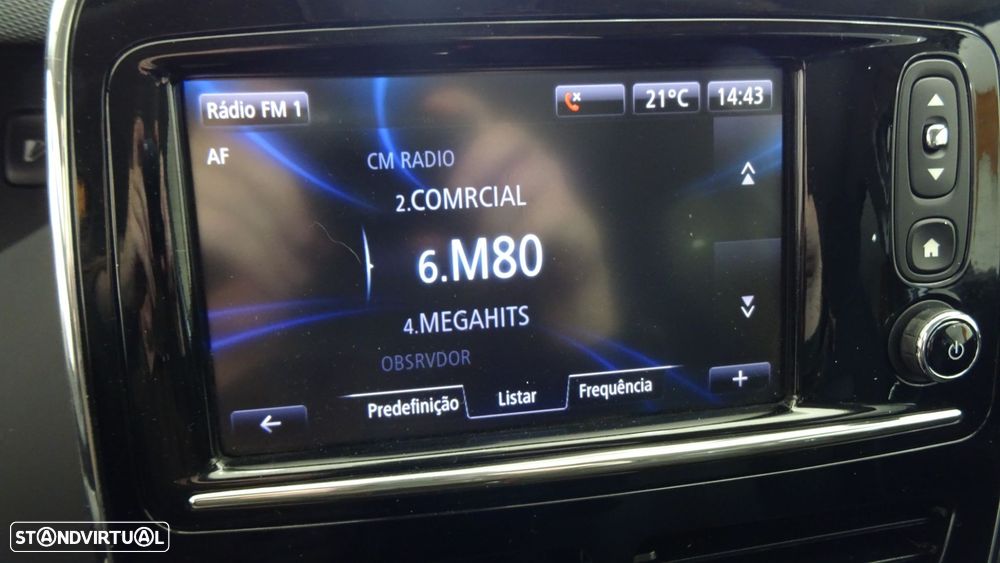 Rádio FM 1
21°C
14:43
AF
CM RADIO
2.COMRCIAL
6.M80
4.MEGAHITS
OBSRVDOR
Predefinição
Listar
Frequência
+
STANDVIRTUAL